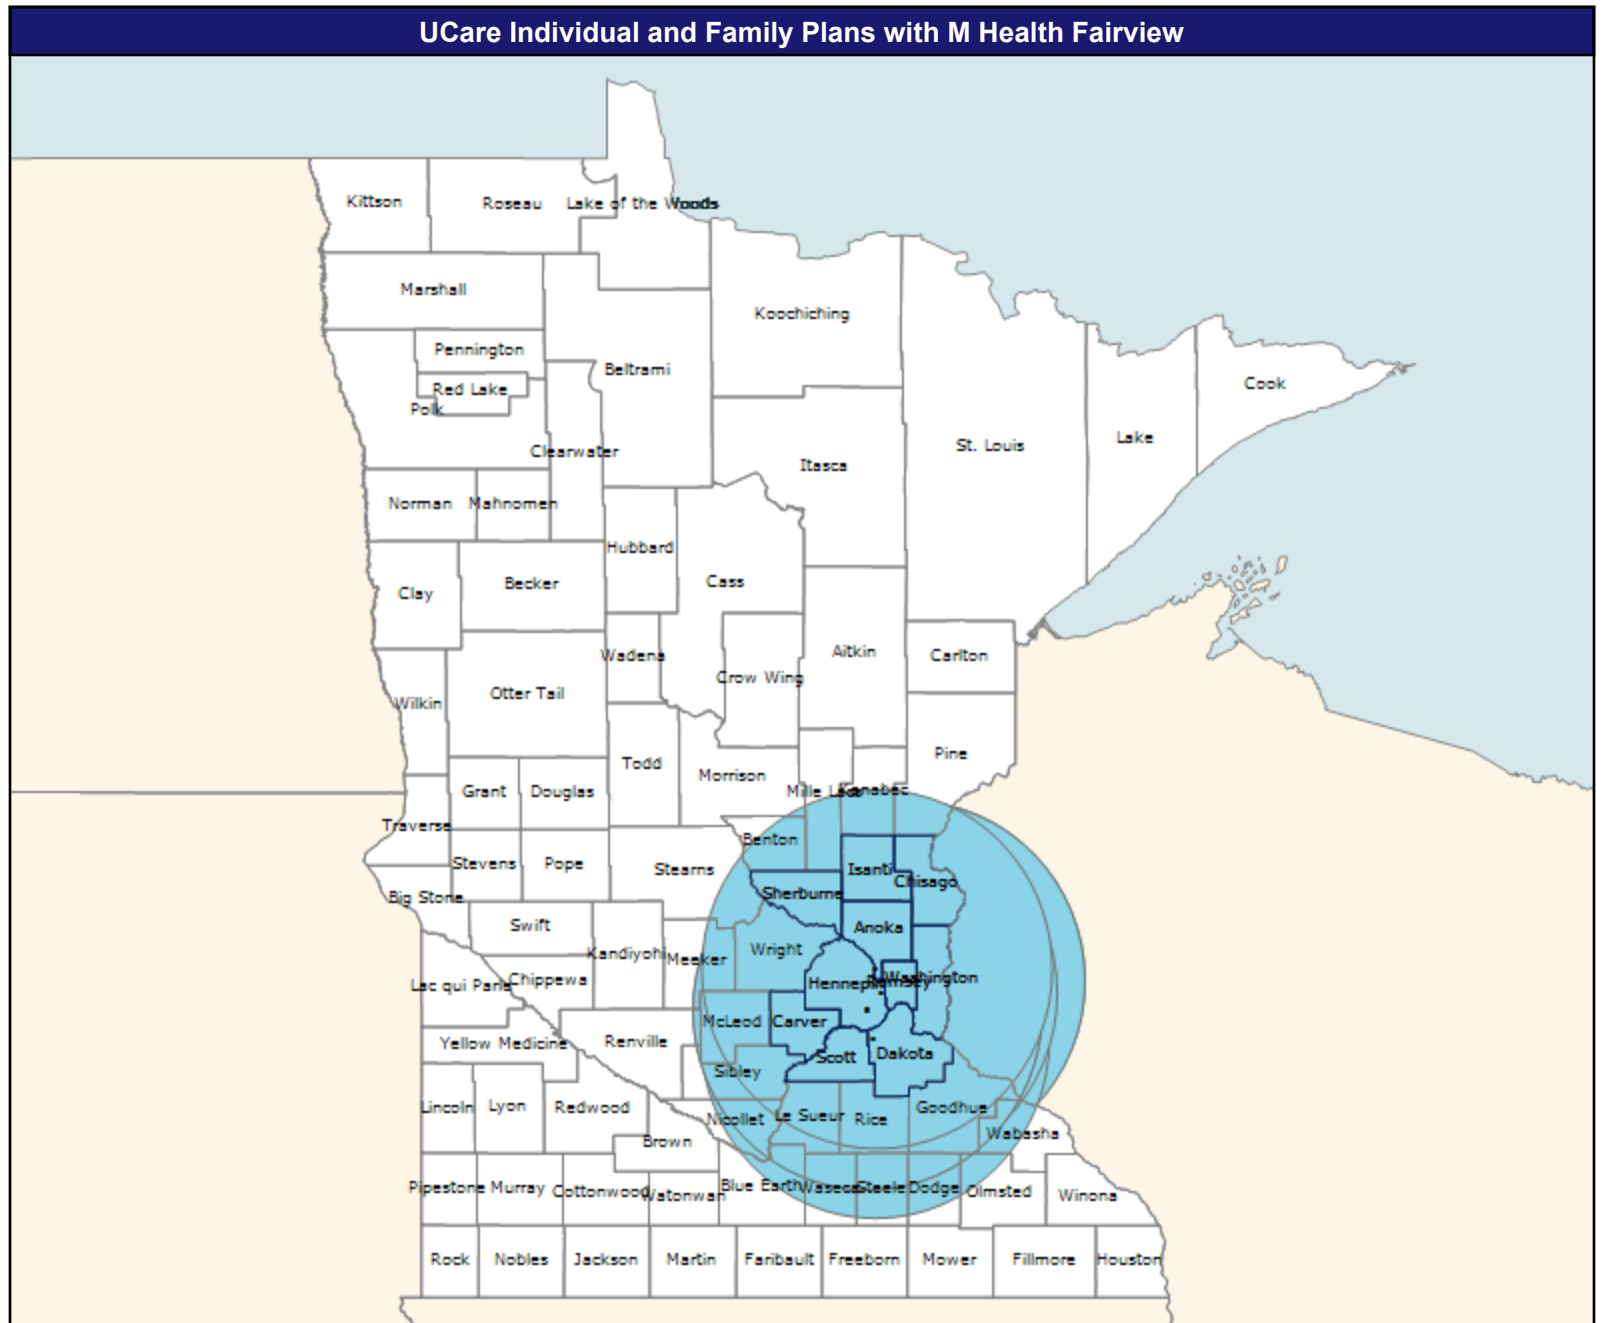 UCare Individual and Family Plans with M Health Fairview
Kittson
Roseau
Lake of the Woods
Marshall
Koochiching
Pennington
Beltrami
Red Lake
Cook
Polk
Lake
St. Louis
Clearwater
Itasca
Norman
Mahnomen
Hubbard
Cass
Becker
Clay
Aitkin
Wadena
Carlton
Crow Wing
Otter Tail
Wilkin
Pine
Todd
Morrison
Grant
Douglas
Mille Lacs
Kanabec
Traverse
Benton
Stevens
Pope
Stearns
Isanti
Chisago
Sherburne
Big Stone
Swift
Anoka
Wright
Kandiyohi
Meeker
Chippewa
Washington
Hennepin
Ramsey
Lac qui Parle
McLeod
Carver
Yellow Medicine
Renville
Dakota
Scott
Sibley
Lincoln
Lyon
Redwood
Goodhue
Le Sueur
Rice
Nicollet
Wabasha
Brown
Pipestone
Murray
Cottonwood
Watonwan
Blue Earth
Waseca
Steele
Dodge
Olmsted
Winona
Rock
Nobles
Jackson
Martin
Faribault
Freeborn
Mower
Fillmore
Houston